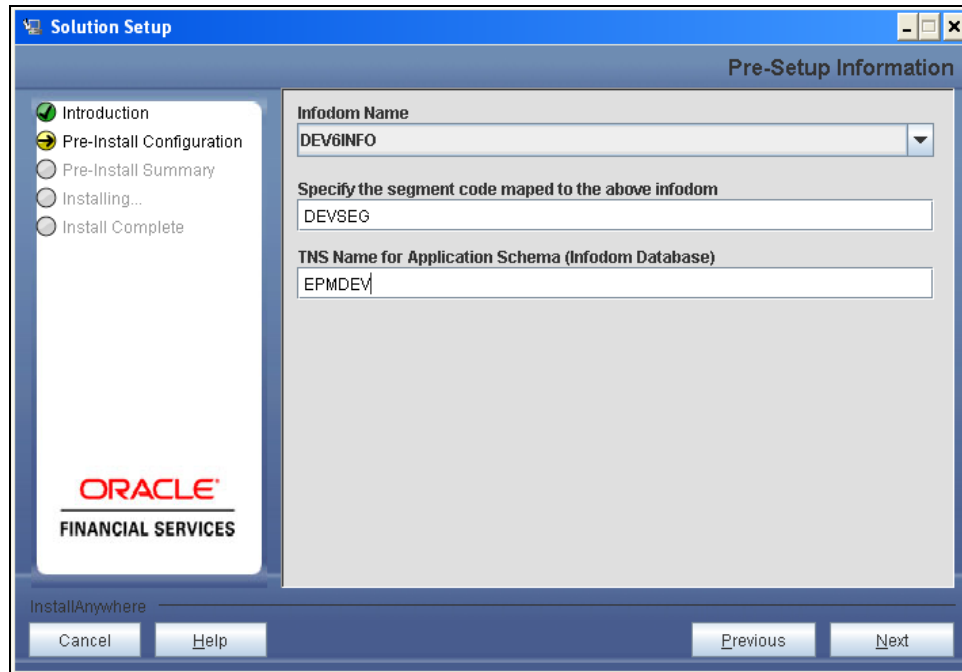 Solution Setup
Pre-Setup Information
Introduction
Pre-Install Configuration
Pre-Install Summary
Installing...
Install Complete
Infodom Name
DEV6INFO
Specify the segment code maped to the above infodom
DEVSEG
TNS Name for Application Schema (Infodom Database)
EPMDEV
ORACLE
FINANCIAL SERVICES
InstallAnywhere
Cancel
Help
Previous
Next